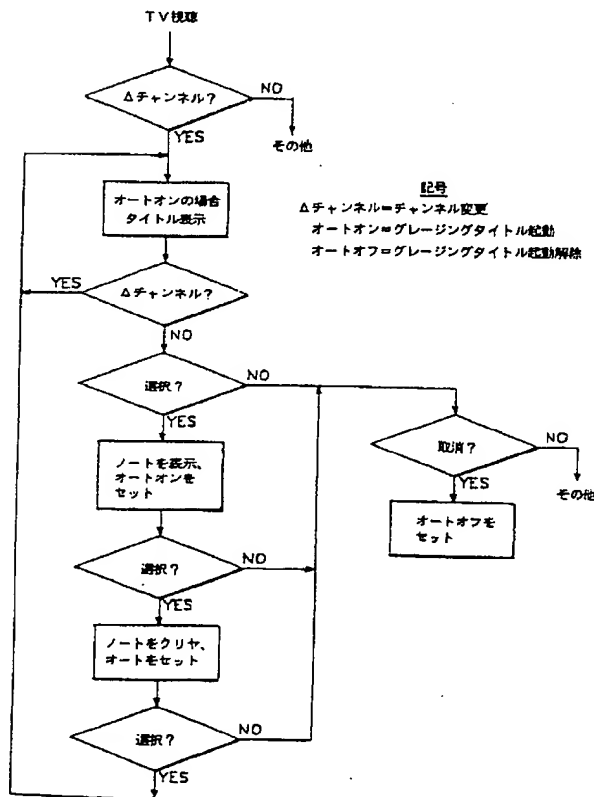 TV視聴
Δチャンネル?
NO
YES
その他
オートオンの場合
タイトル表示
記号
Δチャンネル=チャンネル変更
オートオン=グレージングタイトル起動
オートオフ=グレージングタイトル起動解除
YES
Δチャンネル?
NO
選択?
NO
YES
取消?
NO
YES
その他
ノートを表示、
オートオンを
セット
オートオフを
セット
選択?
NO
YES
ノートをクリヤ、
オートをセット
選択?
NO
YES